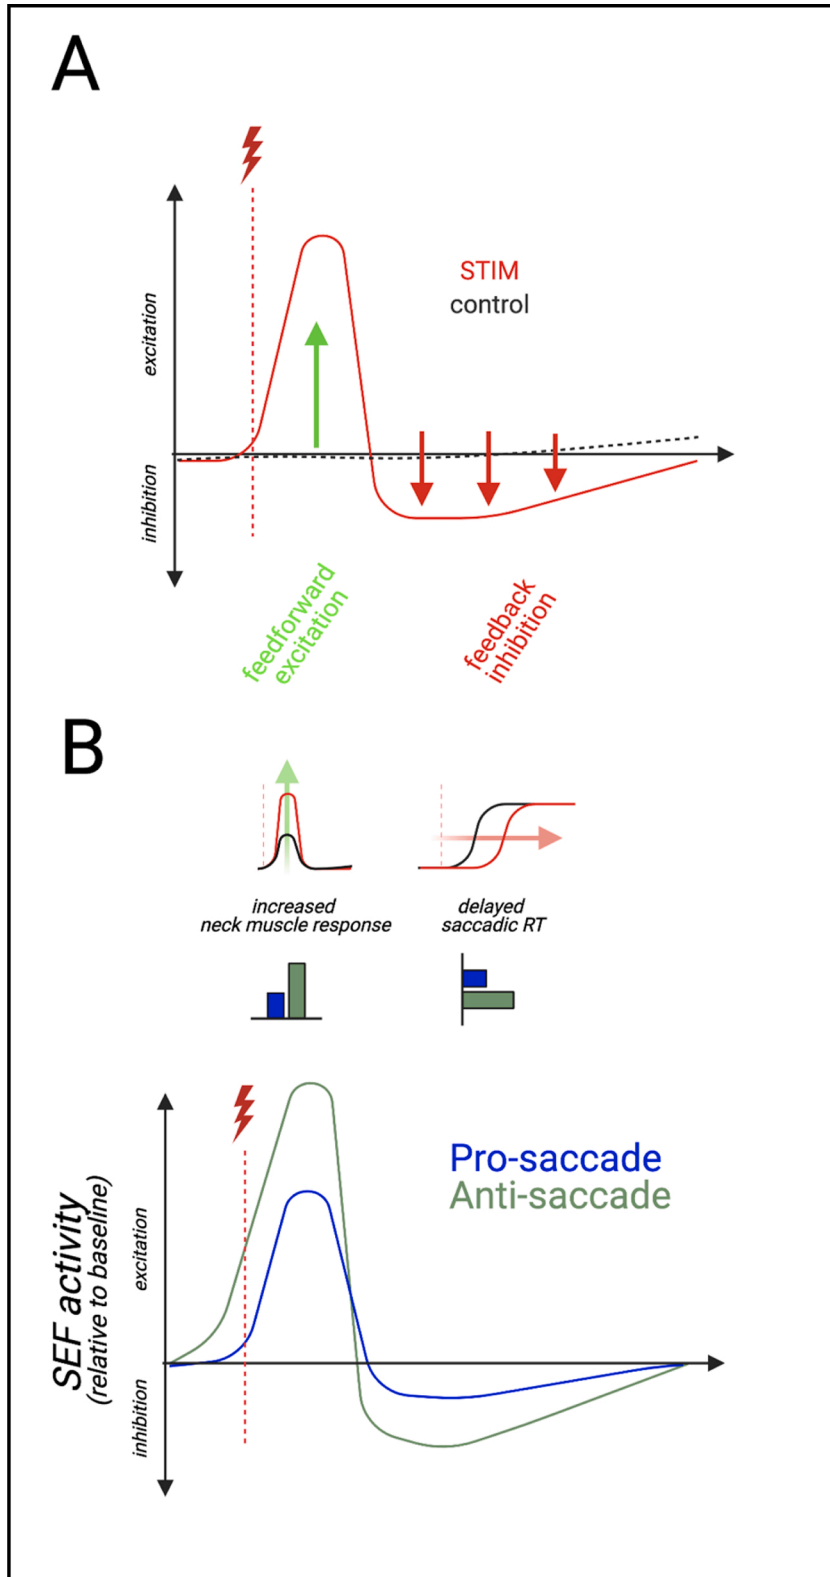 A
excitation
inhibition
STIM
control
feedforward
excitation
feedback
inhibition
B
increased
neck muscle response
delayed
saccadic RT
SEF activity
(relative to baseline)
excitation
inhibition
Pro-saccade
Anti-saccade